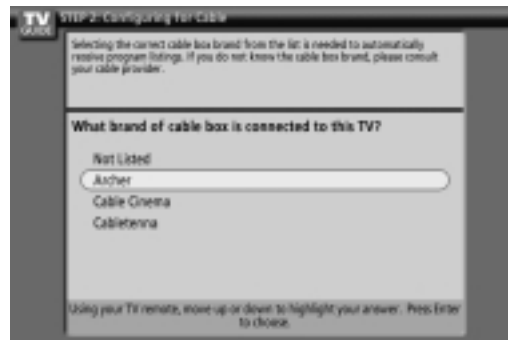 TV
GUIDE
STEP 2: Configuring for Cable
Selecting the correct cable box brand from the list is needed to automatically
receive program listings. If you do not know the cable box brand, please consult
your cable provider.
What brand of cable box is connected to this TV?
Not Listed
Archer
Cable Cinema
Cabletenna
Using your TV remote, move up or down to highlight your answer. Press Enter
to choose.